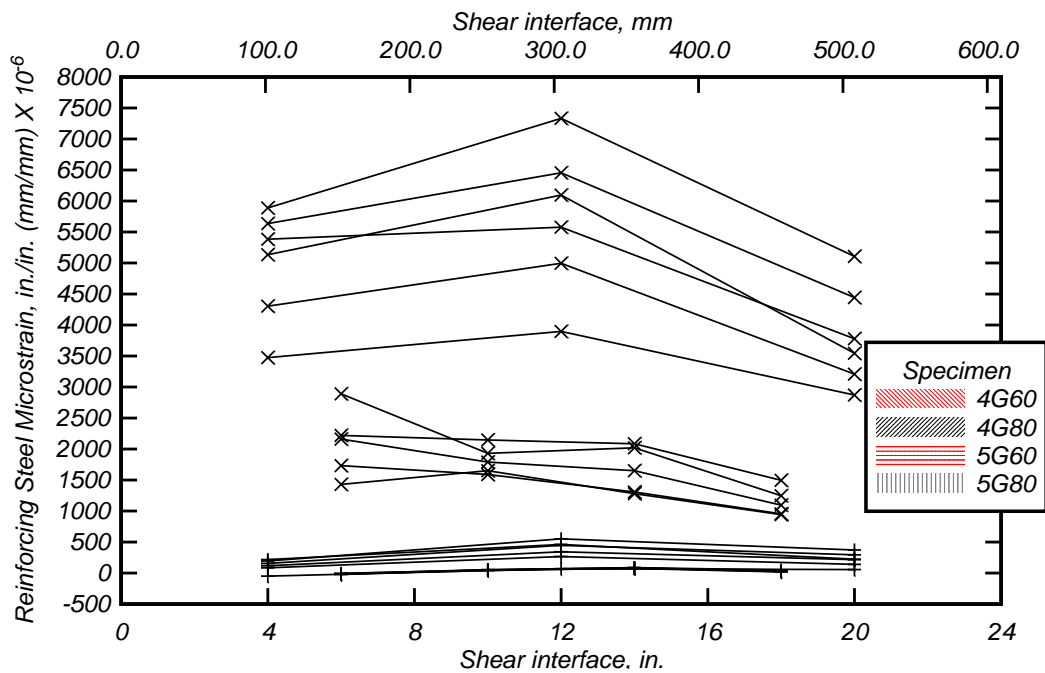 Shear interface, mm
0.0 100.0 200.0 300.0 400.0 500.0 600.0
Reinforcing Steel Microstrain, in./in. (mm/mm) X 10-6
8000
7500
7000
6500
6000
5500
5000
4500
4000
3500
3000
2500
2000
1500
1000
500
0
-500
Specimen
4G60
4G80
5G60
5G80
0 4 8 12 16 20 24
Shear interface, in.